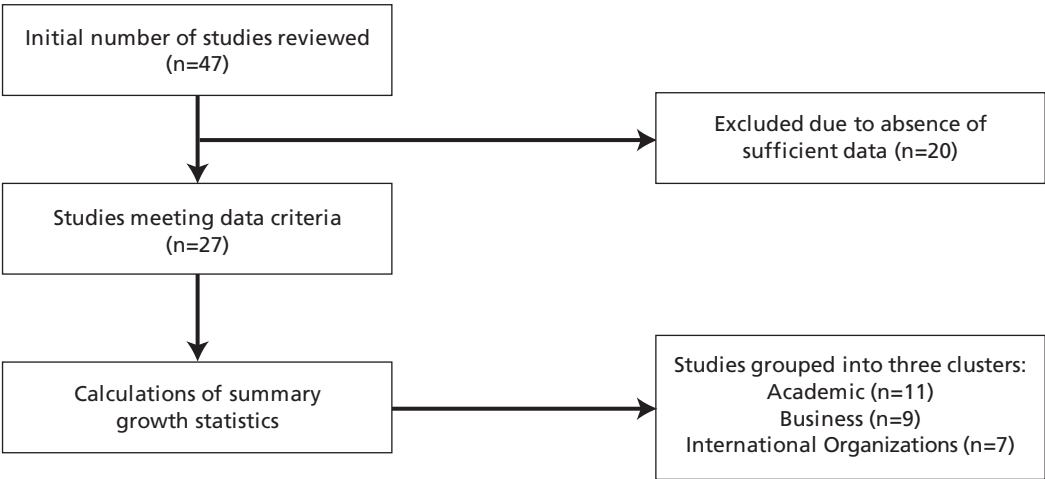 Initial number of studies reviewed
(n=47)
Excluded due to absence of
sufficient data (n=20)
Studies meeting data criteria
(n=27)
Calculations of summary
growth statistics
Studies grouped into three clusters:
Academic (n=11)
Business (n=9)
International Organizations (n=7)